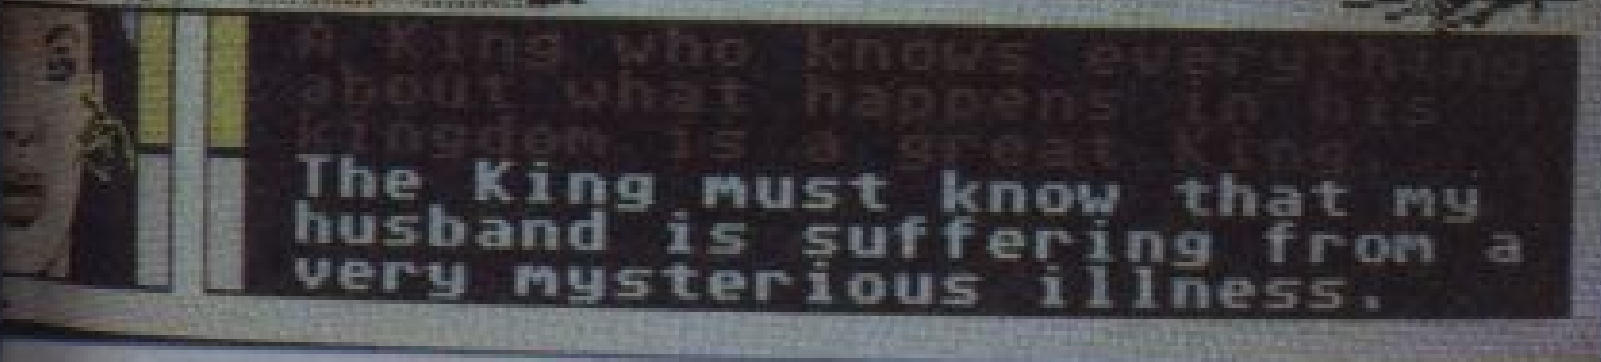 A King who knows everything
about what happens in his
kingdom is a great King.
The King must know that my
husband is suffering from a
very mysterious illness.